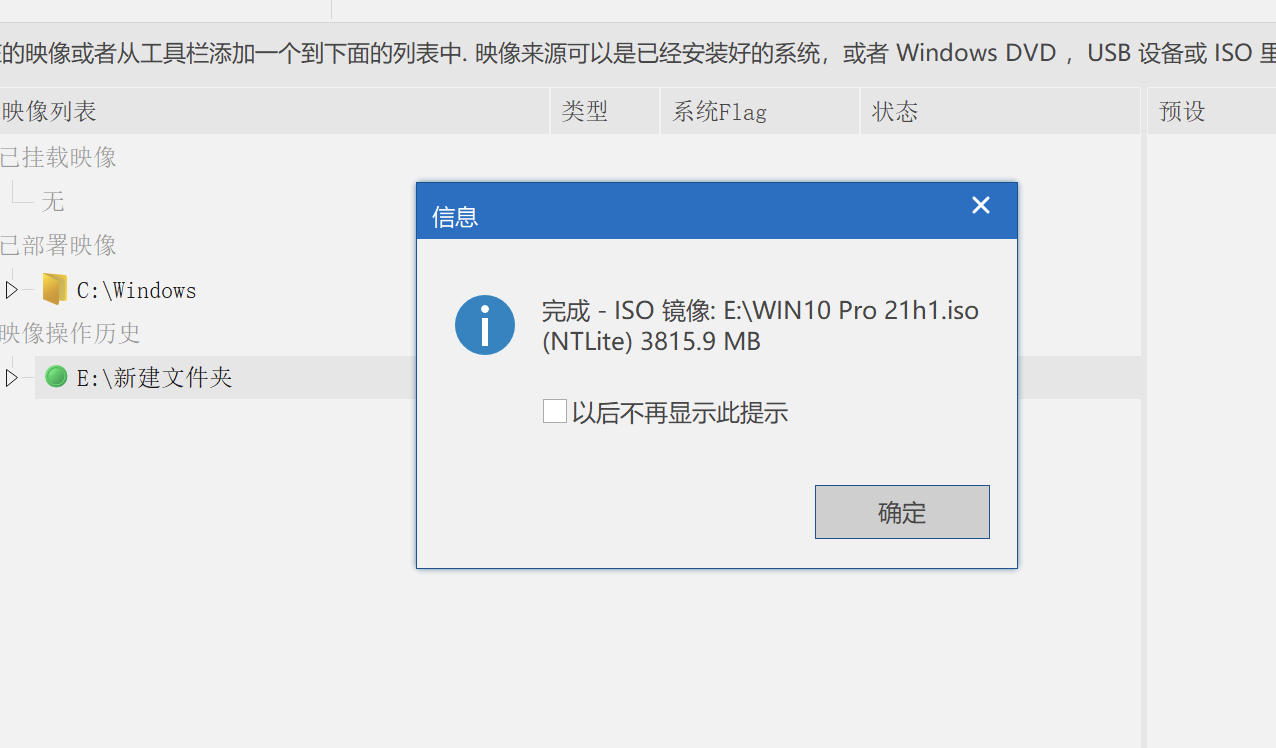 的映像或者从工具栏添加一个到下面的列表中. 映像来源可以是已经安装好的系统，或者 Windows DVD ，USB 设备或 ISO 里
映像列表 类型 系统Flag 状态 预设
已挂载映像
无
已部署映像
C:\Windows
映像操作历史
E:\新建文件夹
信息
完成 - ISO 镜像: E:\WIN10 Pro 21h1.iso
(NTLite) 3815.9 MB
以后不再显示此提示
确定